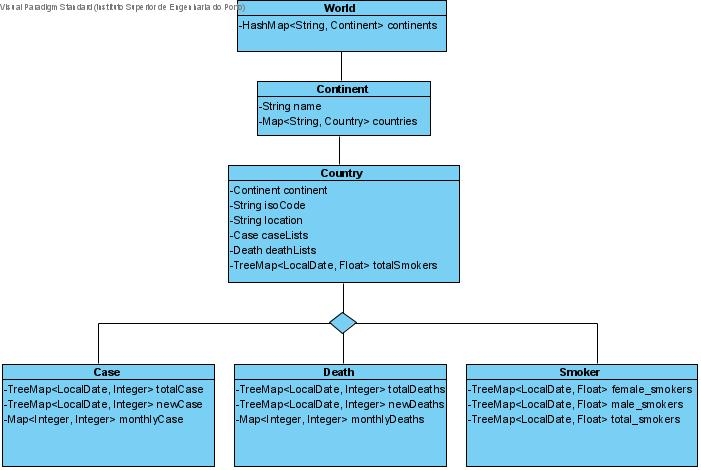 Visual Paradigm Standard (Instituto Superior de Engenharia do Porto)
World
-HashMap<String, Continent> continents
Continent
-String name
-Map<String, Country> countries
Country
-Continent continent
-String isoCode
-String location
-Case caseLists
-Death deathLists
-TreeMap<LocalDate, Float> totalSmokers
Case
-TreeMap<LocalDate, Integer> totalCase
-TreeMap<LocalDate, Integer> newCase
-Map<Integer, Integer> monthlyCase
Death
-TreeMap<LocalDate, Integer> totalDeaths
-TreeMap<LocalDate, Integer> newDeaths
-Map<Integer, Integer> monthlyDeaths
Smoker
-TreeMap<LocalDate, Float> female_smokers
-TreeMap<LocalDate, Float> male_smokers
-TreeMap<LocalDate, Float> total_smokers